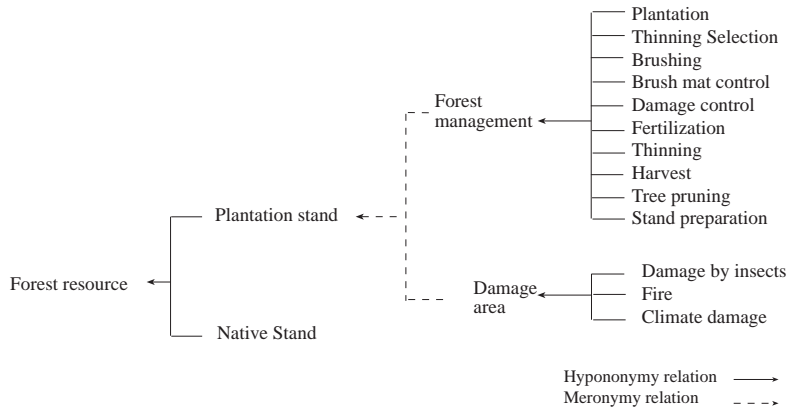 Plantation
Thinning Selection
Brushing
Brush mat control
Damage control
Fertilization
Thinning
Harvest
Tree pruning
Stand preparation
Forest
management
Plantation stand
Forest resource
Native Stand
Damage
area
Damage by insects
Fire
Climate damage
Hypononymy relation
Meronymy relation